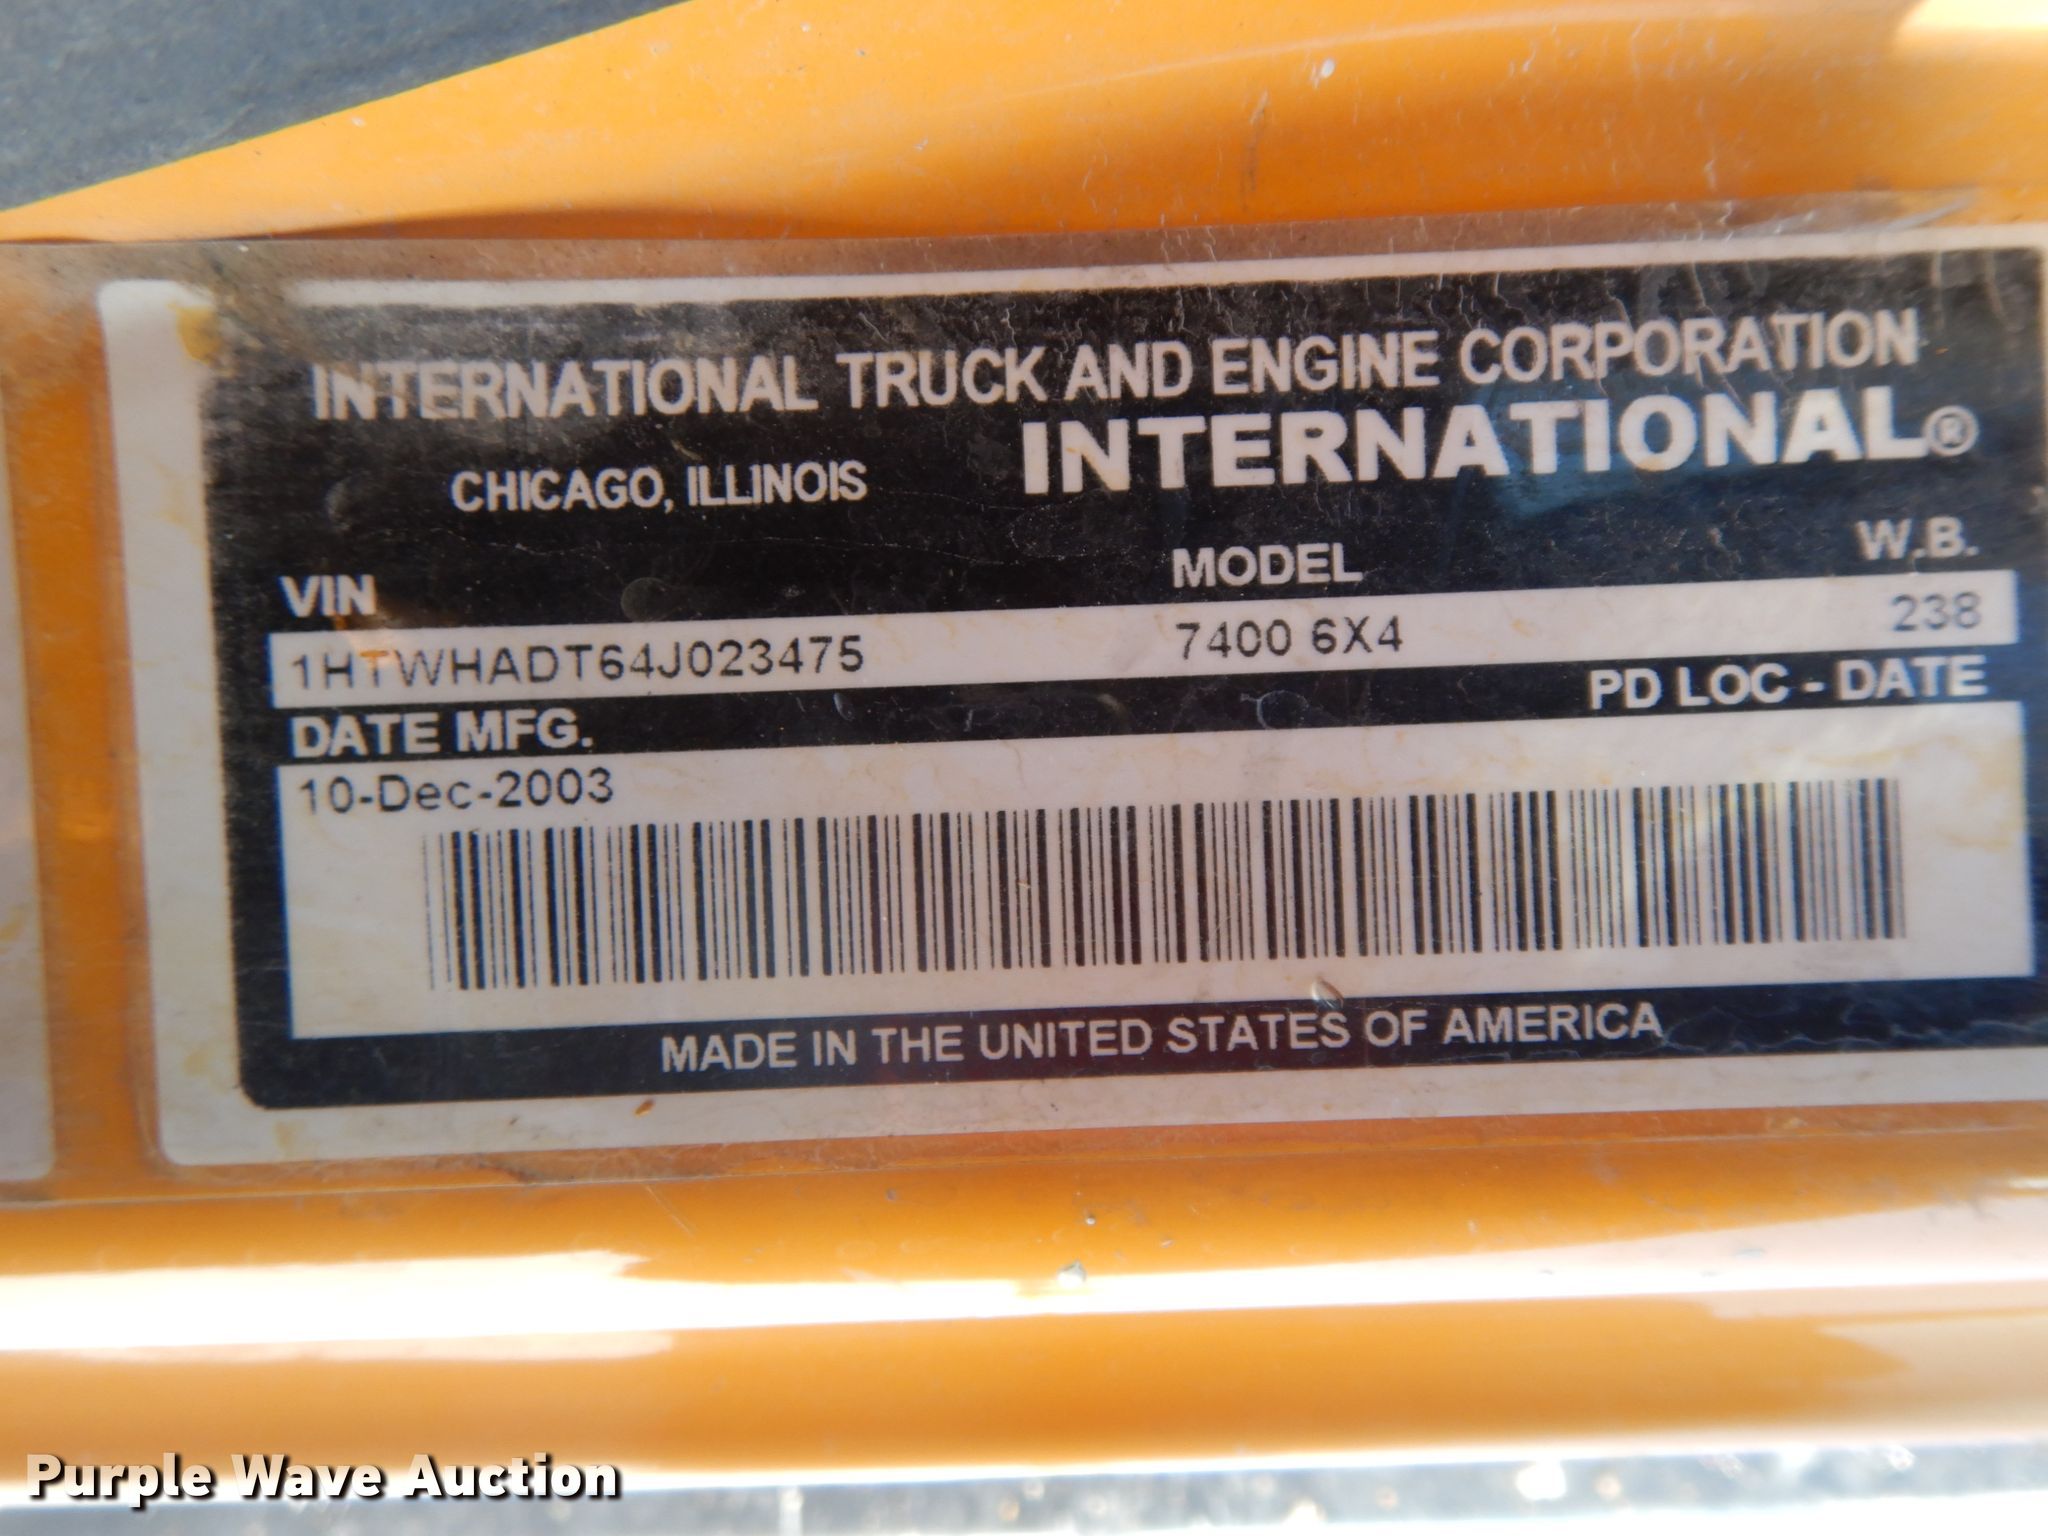 INTERNATIONAL TRUCK AND ENGINE CORPORATION
CHICAGO, ILLINOIS INTERNATIONAL®
VIN MODEL W.B.
1HTWHADT64J023475 7400 6X4 238
DATE MFG. PD LOC - DATE
10-Dec-2003
MADE IN THE UNITED STATES OF AMERICA
Purple Wave Auction